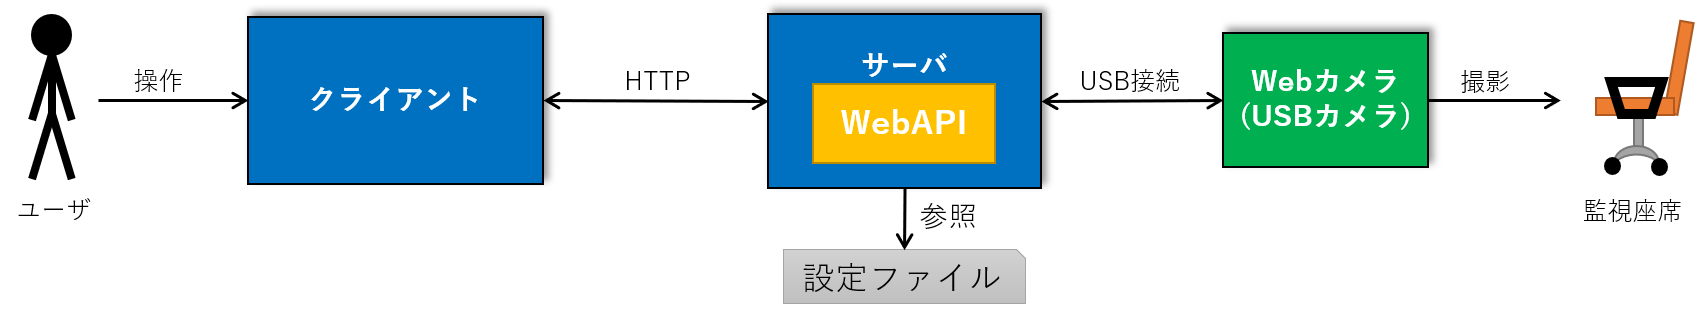 操作
ユーザ
クライアント
HTTP
サーバ
WebAPI
参照
設定ファイル
USB接続
Webカメラ
(USBカメラ)
撮影
監視座席